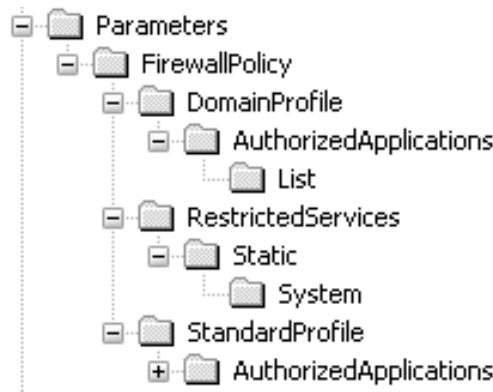 Parameters
FirewallPolicy
DomainProfile
AuthorizedApplications
List
RestrictedServices
Static
System
StandardProfile
AuthorizedApplications